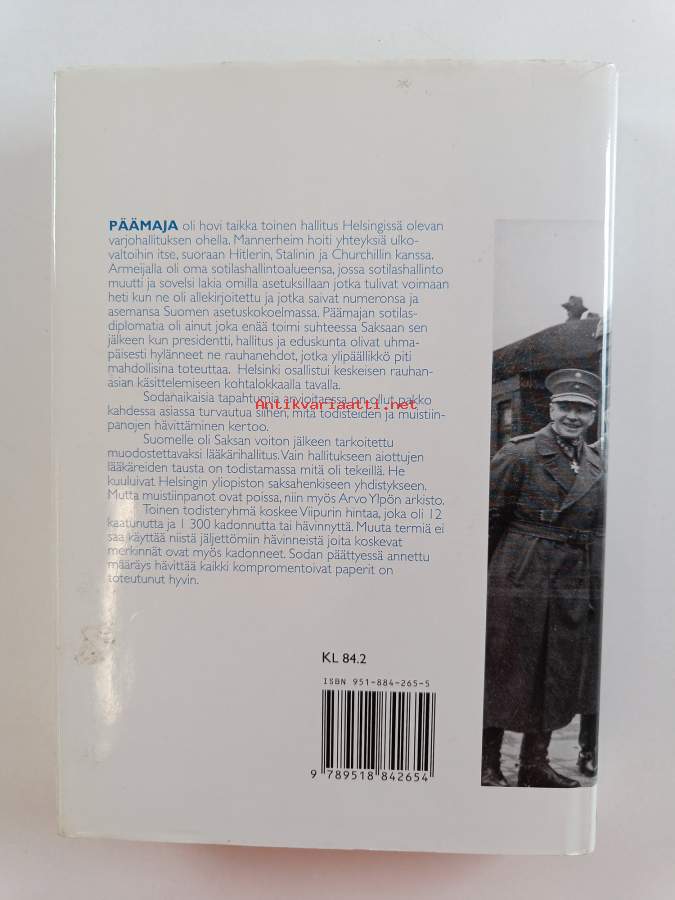 PÄÄMAJA oli hovi taikka toinen hallitus Helsingissä olevan
varjohallituksen ohella. Mannerheim hoiti yhteyksiä ulko-
valtoihin itse, suoraan Hitlerin, Stalinin ja Churchillin kanssa.
Armeijalla oli oma sotilashallintoalueensa, jossa sotilashallinto
muutti ja sovelsi lakia omilla asetuksillaan jotka tulivat voimaan
heti kun ne oli allekirjoitettu ja jotka saivat numeronsa ja
asemansa Suomen asetuskokoelmassa. Päämajan sotilas-
diplomatia oli ainut joka enää toimi suhteessa Saksaan sen
jälkeen kun presidentti, hallitus ja eduskunta olivat uhma-
päisesti hylänneet ne rauhanehdot, jotka ylipäällikkö piti
mahdollisina toteuttaa. Helsinki osallistui keskeisen rauhan-
asian käsittelemiseen kohtalokkaalla tavalla.
Sodanaikaisia tapahtumia arvioitaessa on ollut pakko
Antikvariaatti.net
kahdessa asiassa turvautua siihen, mitä todisteiden ja muistiin-
panojen hävittäminen kertoo.
Suomelle oli Saksan voiton jälkeen tarkoitettu
muodostettavaksi lääkärihallitus. Vain hallitukseen aiottujen
lääkäreiden tausta on todistamassa mitä oli tekeillä. He
kuuluivat Helsingin yliopiston saksahenkiseen yhdistykseen.
Mutta muistiinpanot ovat poissa, niin myös Arvo Ylpön arkisto.
Toinen todisteryhmä koskee Viipurin hintaa, joka oli 12
kaatunutta ja 1 300 kadonnutta tai hävinnyttä. Muuta termiä ei
saa käyttää niistä jäljettömiin hävinneistä joita koskevat
merkinnät ovat myös kadonneet. Sodan päättyessä annettu
määräys hävittää kaikki kompromentoivat paperit on
toteutunut hyvin.
KL 84.2
ISBN 951-884-265-5
9 789518 842654